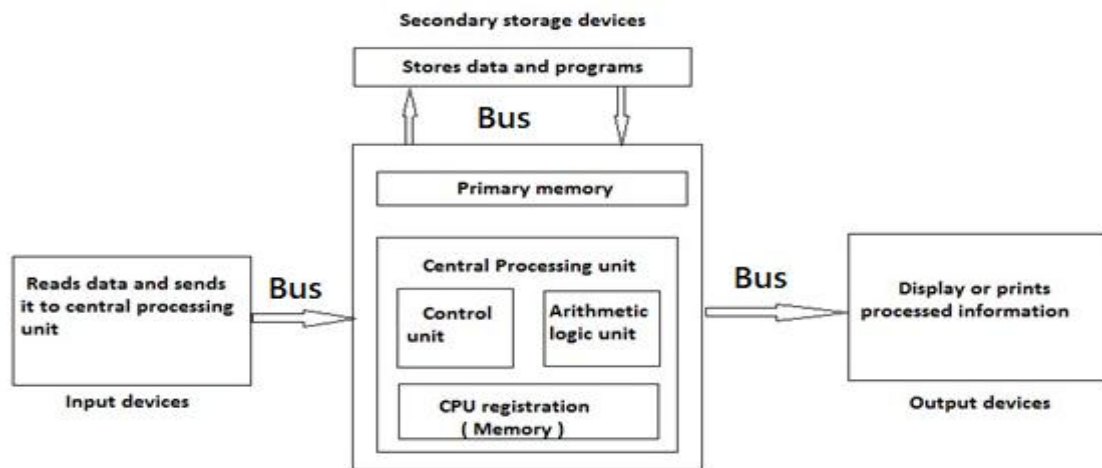 Secondary storage devices
Stores data and programs
Bus
Primary memory
Reads data and sends
it to central processing
unit
Input devices
Bus
Central Processing unit
Control
unit
Arithmetic
logic unit
CPU registration
( Memory )
Bus
Display or prints
processed information
Output devices